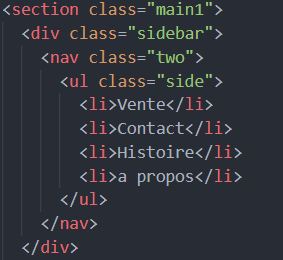 <section class="main1">
<div class="sidebar">
<nav class="two">
<ul class="side">
<li>Vente</li>
<li>Contact</li>
<li>Histoire</li>
<li>a propos</li>
</ul>
</nav>
</div>